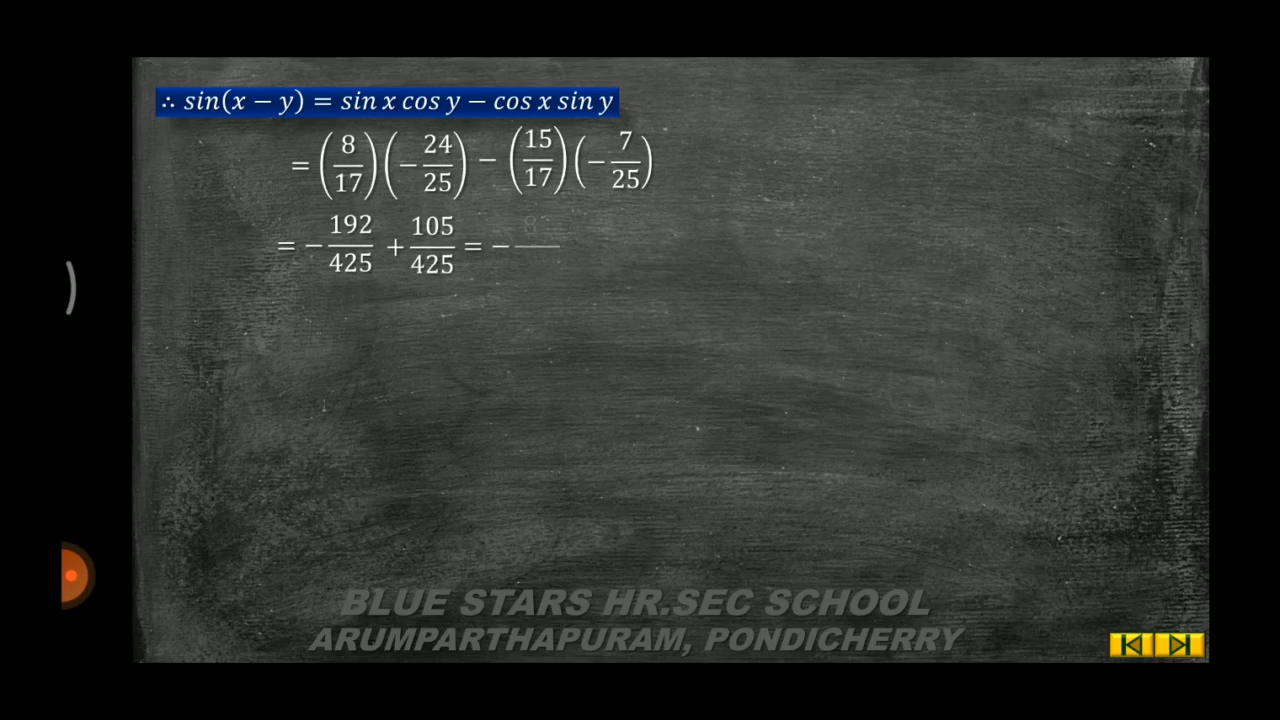 ∴ sin(x − y) = sin x cos y − cos x sin y
= (8/17)(−24/25) − (15/17)(−7/25)
= −192/425 + 105/425 = −
BLUE STARS HR.SEC SCHOOL
ARUMPARTHAPURAM, PONDICHERRY